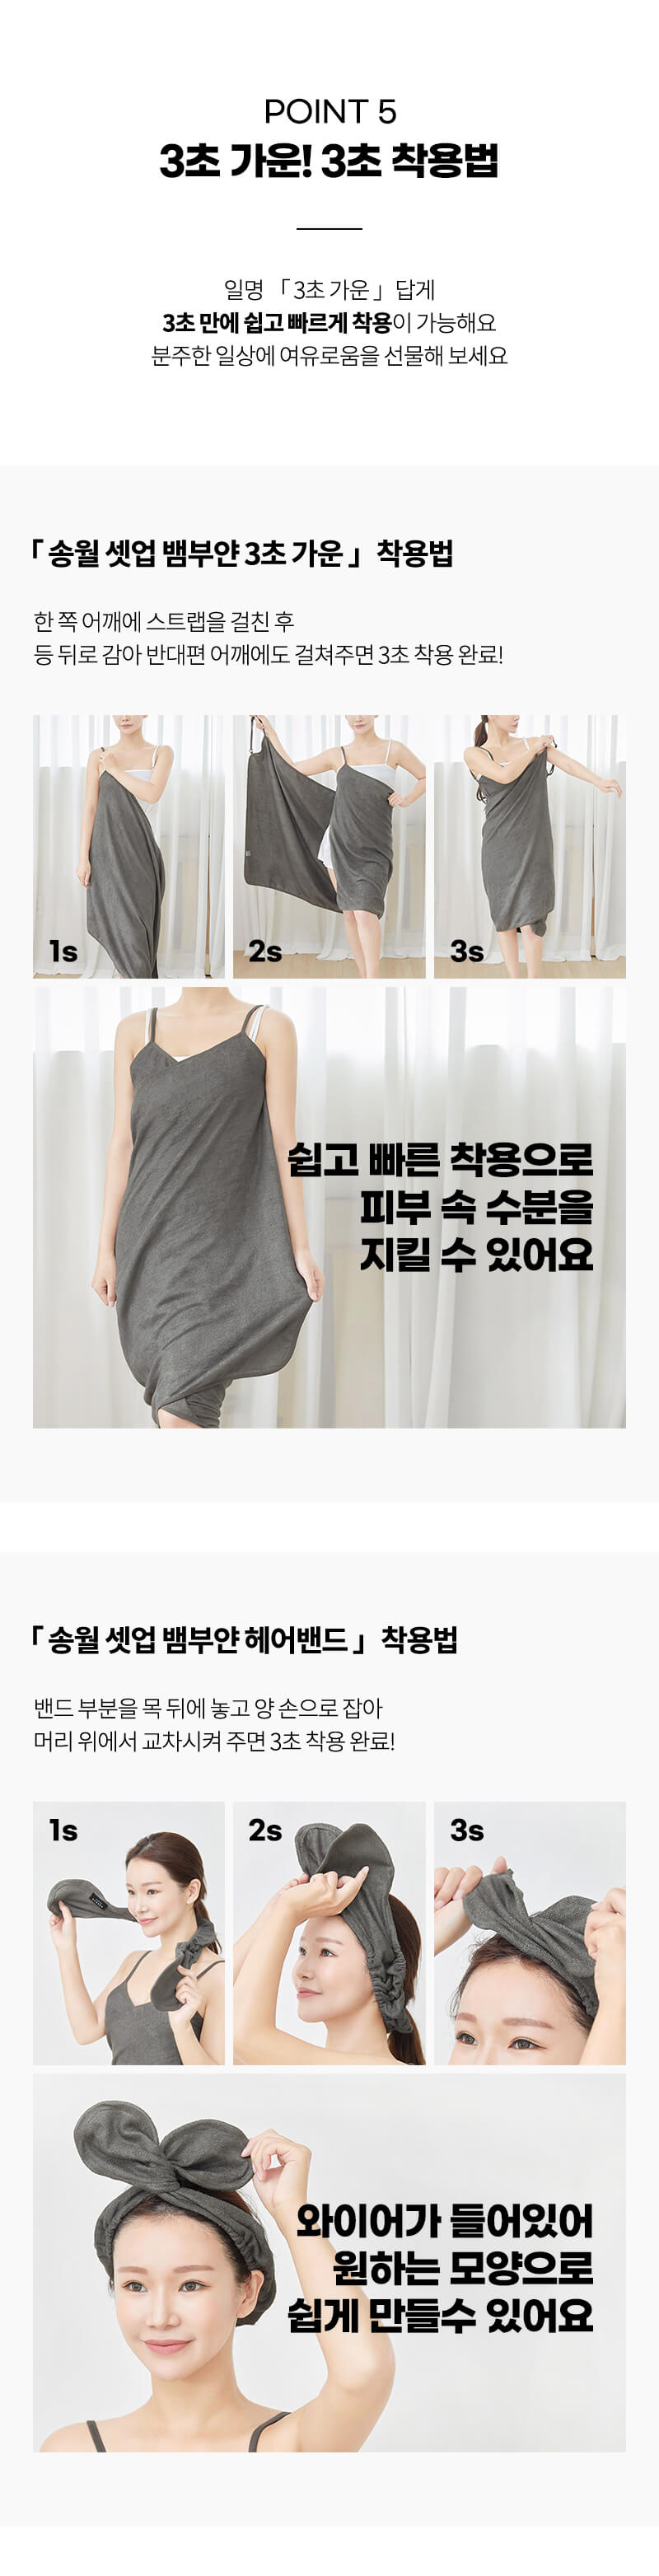 POINT 5
3초 가운! 3초 착용법
일명 「3초 가운」 답게
3초 만에 쉽고 빠르게 착용이 가능해요
분주한 일상에 여유로움을 선물해 보세요
「송월 셋업 뱀부얀 3초 가운」 착용법
한 쪽 어깨에 스트랩을 걸친 후
등 뒤로 감아 반대편 어깨에도 걸쳐주면 3초 착용 완료!
1s
2s
3s
쉽고 빠른 착용으로
피부 속 수분을
지킬 수 있어요
「송월 셋업 뱀부얀 헤어밴드」 착용법
밴드 부분을 목 뒤에 놓고 양 손으로 잡아
머리 위에서 교차시켜 주면 3초 착용 완료!
1s
2s
3s
와이어가 들어있어
원하는 모양으로
쉽게 만들수 있어요